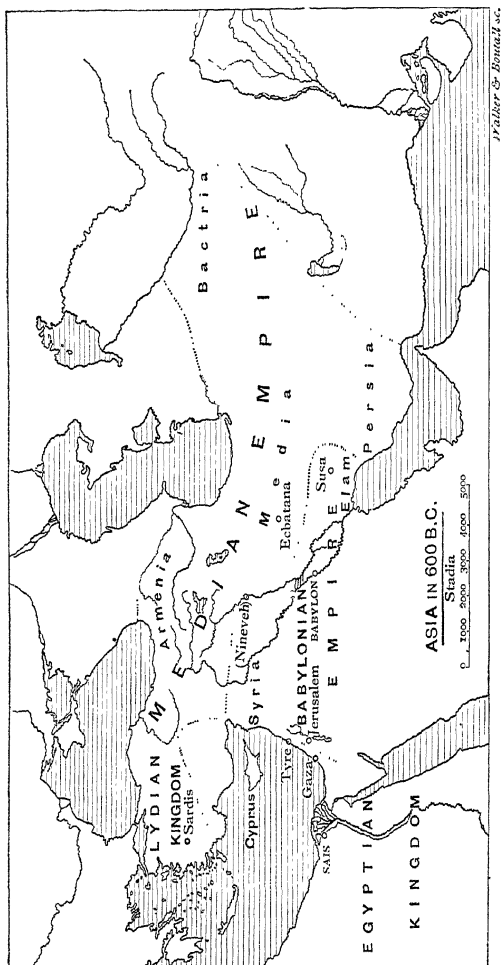 ASIA IN 600 B.C.
Stadia
0 1000 2000 3000 4000 5000
MEDIAN EMPIRE
Armenia
Media
Ecbatana
Bactria
Persia
LYDIAN
KINGDOM
Sardis
Cyprus
Syria
(Nineveh)
BABYLONIAN
EMPIRE
BABYLON
Susa
Elam
Tyre
Jerusalem
Gaza
SAIS
EGYPTIAN
KINGDOM
Walker & Boutall sc.